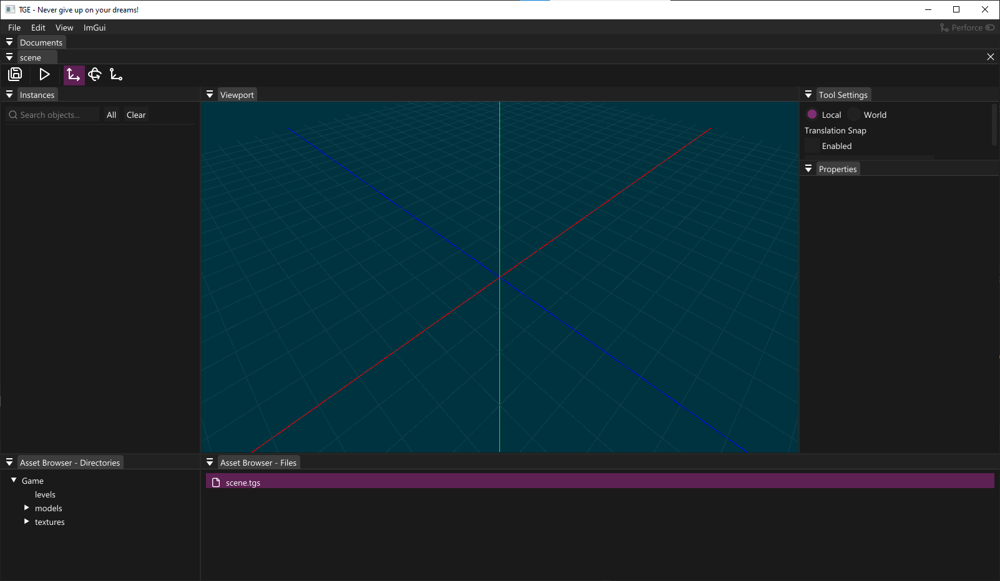 TGE - Never give up on your dreams!
File Edit View ImGui Perforce
Documents
scene
Instances Viewport Tool Settings
Search objects... All Clear Local World
Translation Snap
Enabled
Properties
Asset Browser - Directories Asset Browser - Files
Game scene.tgs
levels
models
textures